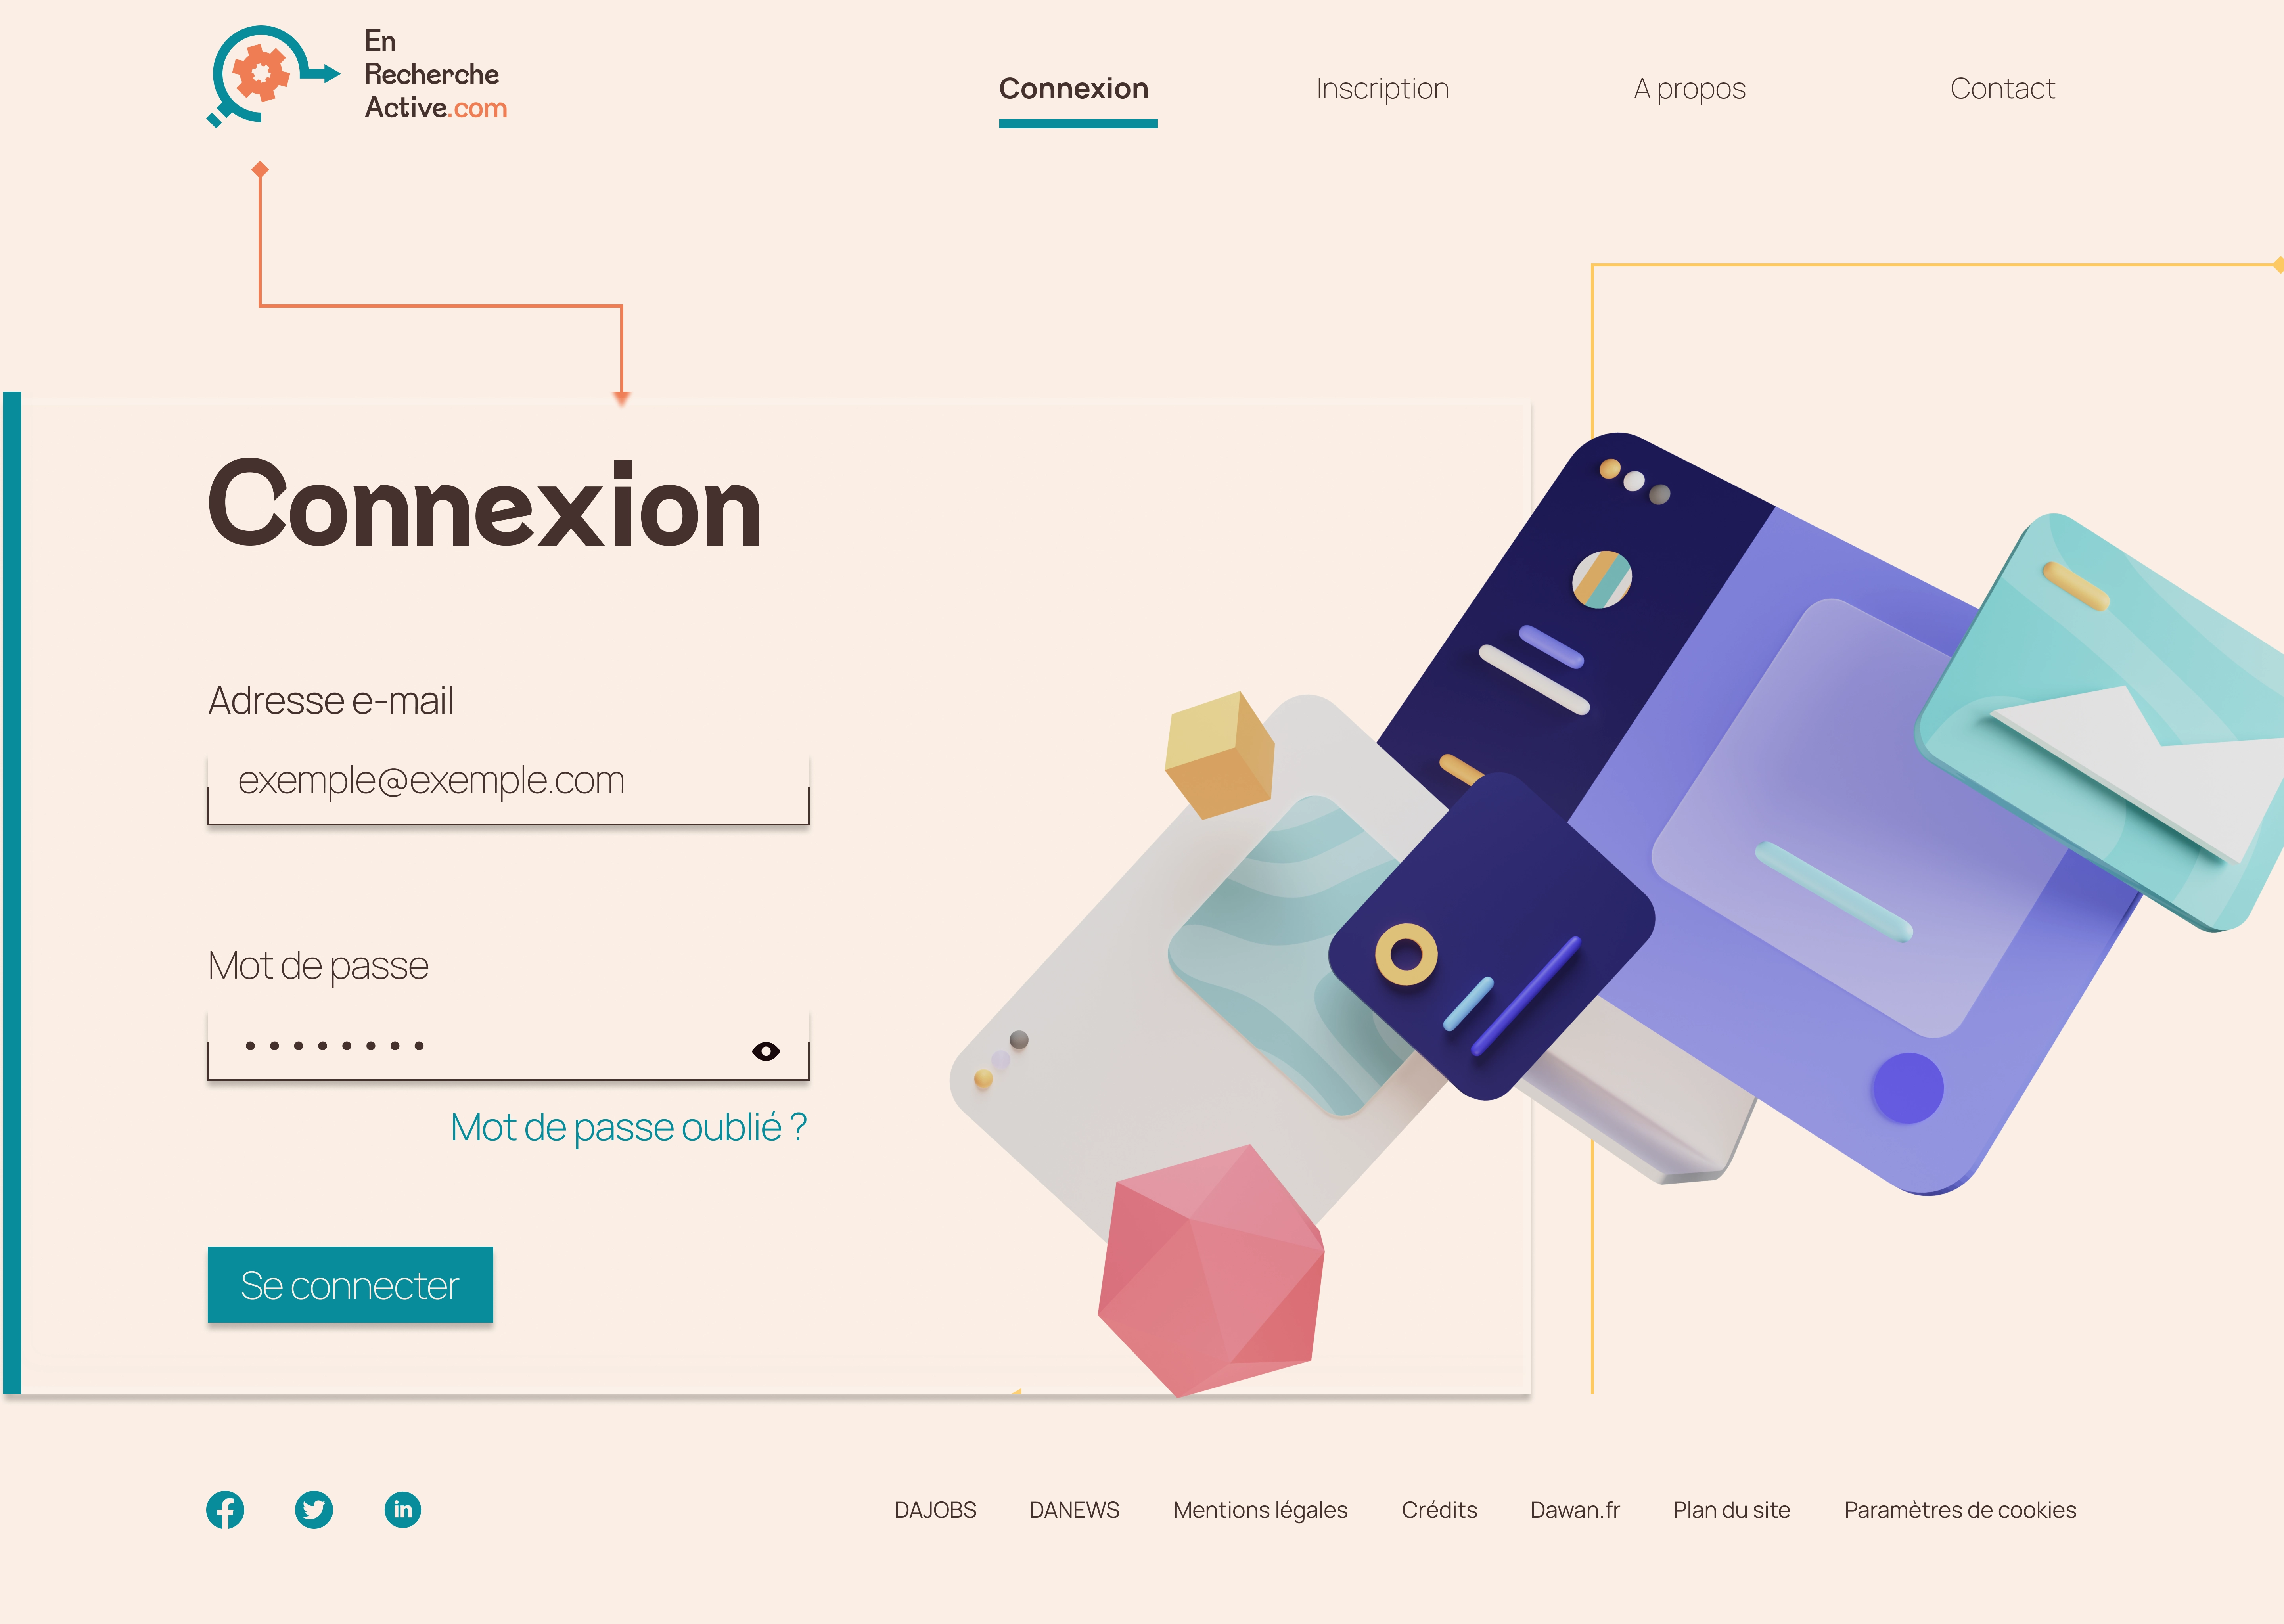 En
Recherche
Active.com
Connexion
Inscription
A propos
Contact
Connexion
Adresse e-mail
exemple@exemple.com
Mot de passe
Mot de passe oublié ?
Se connecter
DAJOBS
DANEWS
Mentions légales
Crédits
Dawan.fr
Plan du site
Paramètres de cookies